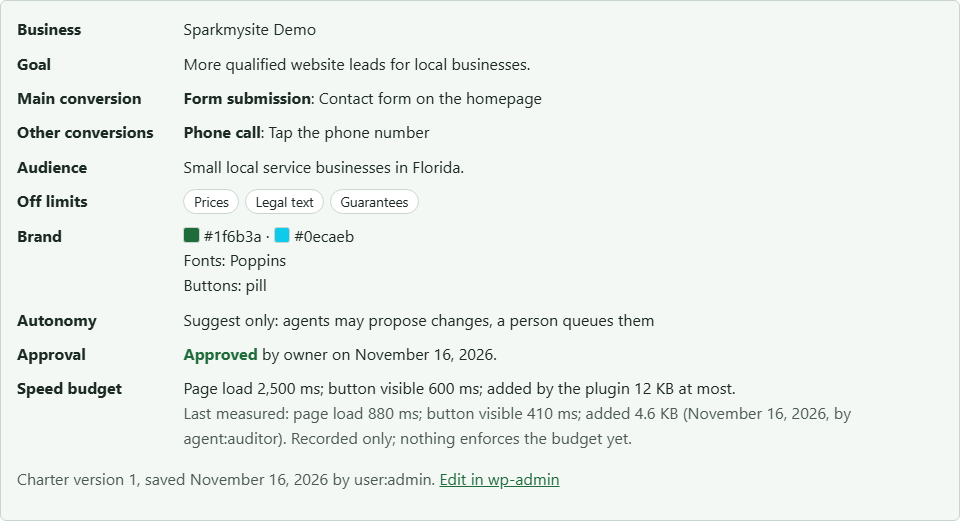 Business Sparkmysite Demo
Goal More qualified website leads for local businesses.
Main conversion Form submission: Contact form on the homepage
Other conversions Phone call: Tap the phone number
Audience Small local service businesses in Florida.
Off limits Prices Legal text Guarantees
Brand #1f6b3a · #0ecaeb
Fonts: Poppins
Buttons: pill
Autonomy Suggest only: agents may propose changes, a person queues them
Approval Approved by owner on November 16, 2026.
Speed budget Page load 2,500 ms; button visible 600 ms; added by the plugin 12 KB at most.
Last measured: page load 880 ms; button visible 410 ms; added 4.6 KB (November 16, 2026, by
agent:auditor). Recorded only; nothing enforces the budget yet.
Charter version 1, saved November 16, 2026 by user:admin. Edit in wp-admin